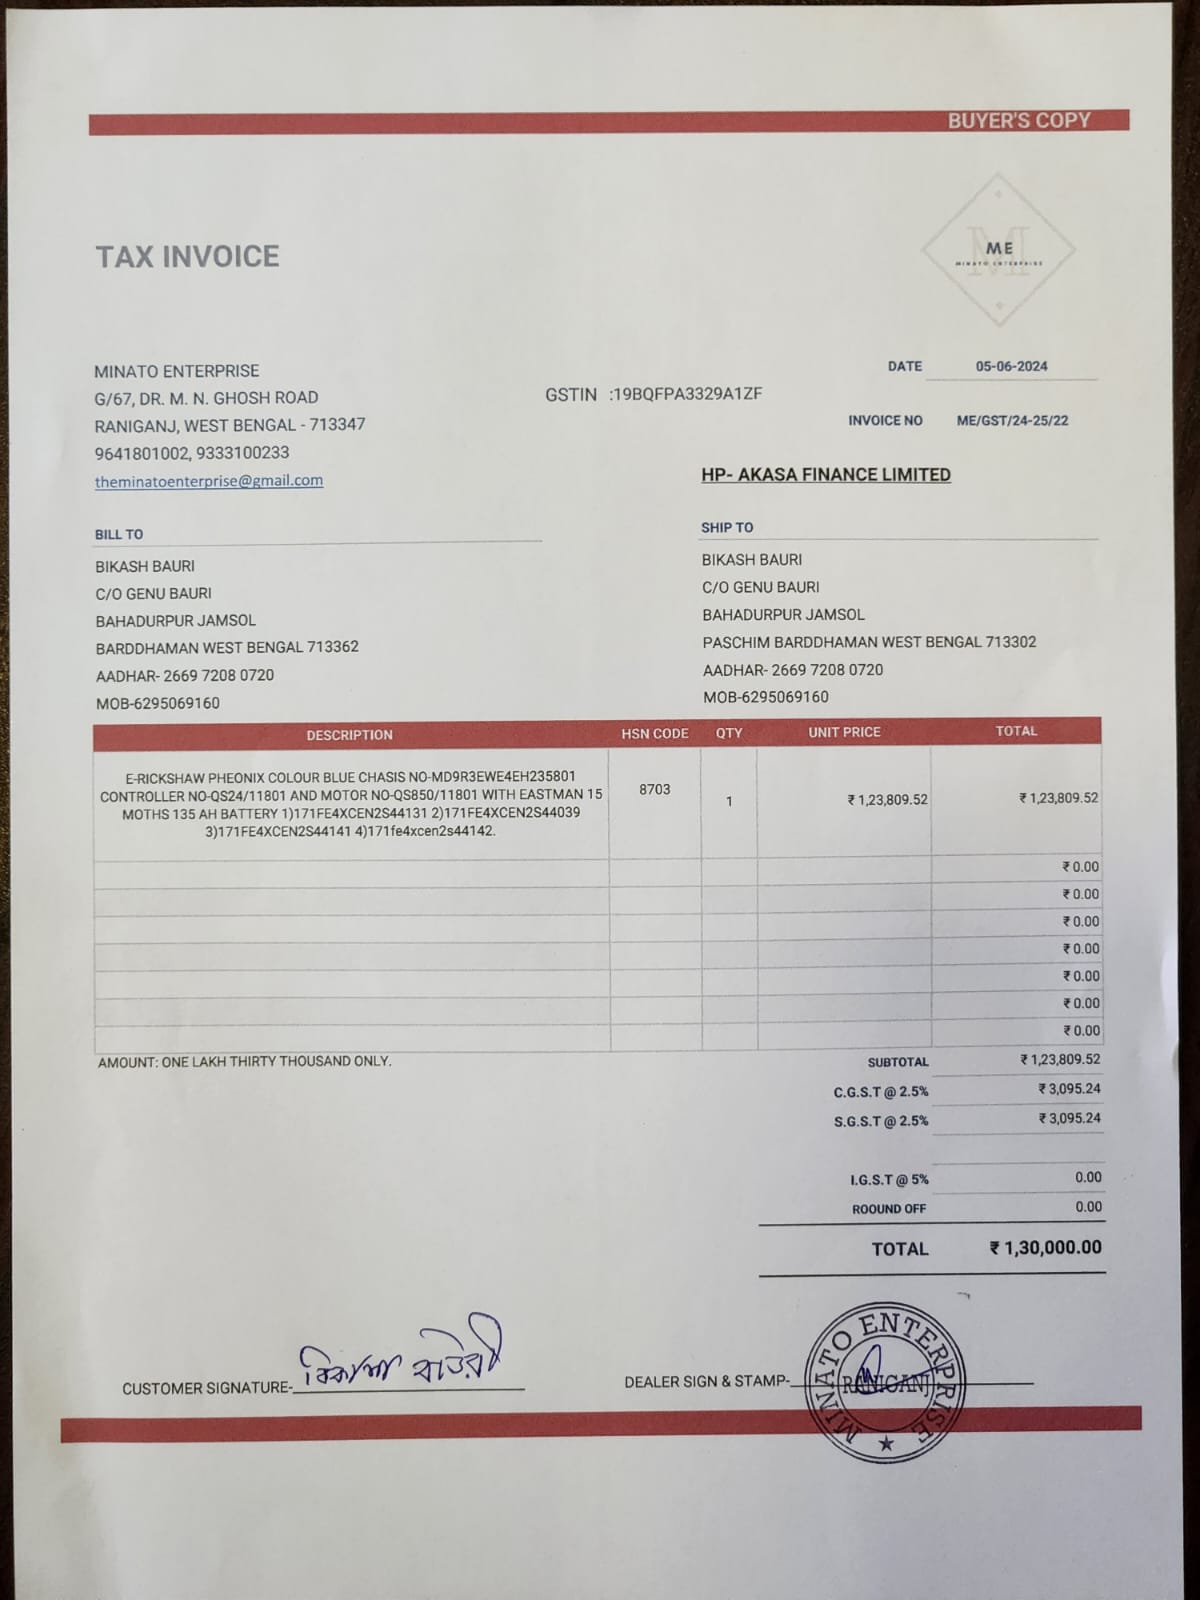 BUYER'S COPY
TAX INVOICE
ME
MINATO ENTERPRISE
MINATO ENTERPRISE
G/67, DR. M. N. GHOSH ROAD
RANIGANJ, WEST BENGAL - 713347
9641801002, 9333100233
theminatoenterprise@gmail.com
GSTIN :19BQFPA3329A1ZF
DATE 05-06-2024
INVOICE NO ME/GST/24-25/22
HP- AKASA FINANCE LIMITED
BILL TO
BIKASH BAURI
C/O GENU BAURI
BAHADURPUR JAMSOL
BARDDHAMAN WEST BENGAL 713362
AADHAR- 2669 7208 0720
MOB-6295069160
SHIP TO
BIKASH BAURI
C/O GENU BAURI
BAHADURPUR JAMSOL
PASCHIM BARDDHAMAN WEST BENGAL 713302
AADHAR- 2669 7208 0720
MOB-6295069160
DESCRIPTION HSN CODE QTY UNIT PRICE TOTAL
E-RICKSHAW PHEONIX COLOUR BLUE CHASIS NO-MD9R3EWE4EH235801
CONTROLLER NO-QS24/11801 AND MOTOR NO-QS850/11801 WITH EASTMAN 15
MOTHS 135 AH BATTERY 1)171FE4XCEN2S44131 2)171FE4XCEN2S44039
3)171FE4XCEN2S44141 4)171fe4xcen2s44142.
8703 1 ₹ 1,23,809.52 ₹ 1,23,809.52
₹ 0.00
₹ 0.00
₹ 0.00
₹ 0.00
₹ 0.00
₹ 0.00
₹ 0.00
AMOUNT: ONE LAKH THIRTY THOUSAND ONLY.
SUBTOTAL ₹ 1,23,809.52
C.G.S.T @ 2.5% ₹ 3,095.24
S.G.S.T @ 2.5% ₹ 3,095.24
I.G.S.T @ 5% 0.00
ROOUND OFF 0.00
TOTAL ₹ 1,30,000.00
CUSTOMER SIGNATURE- বিকাশ বাউরী
DEALER SIGN & STAMP-
MINATO ENTERPRISE
RANIGANJ